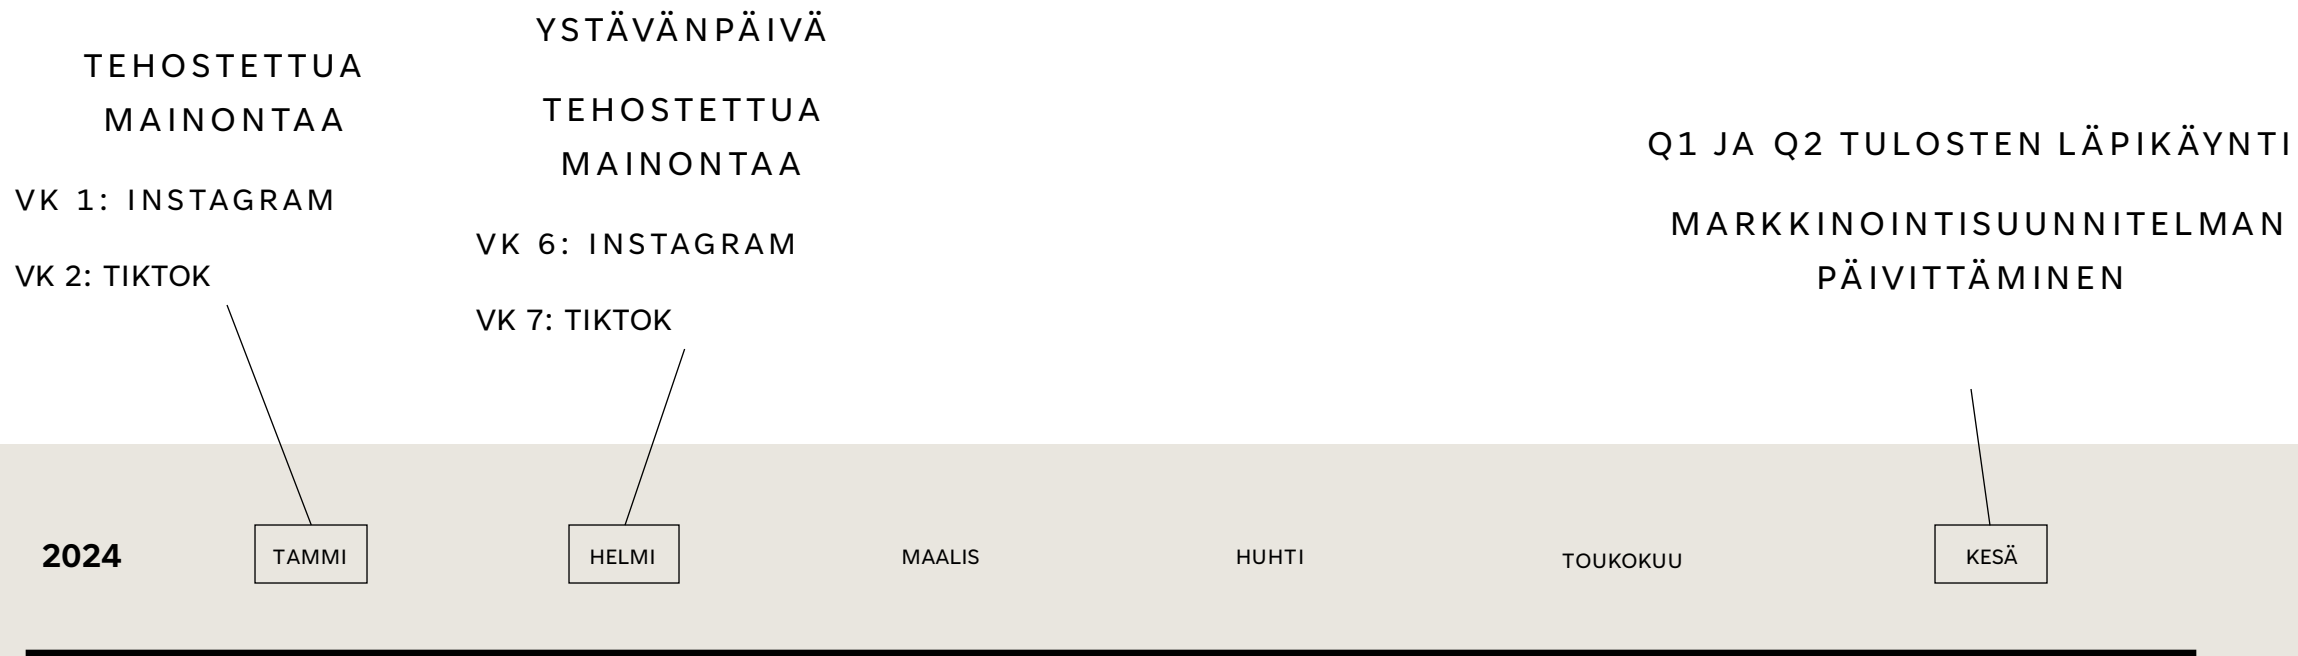 TEHOSTETTUA
MAINONTAA
VK 1: INSTAGRAM
VK 2: TIKTOK
YSTÄVÄNPÄIVÄ
TEHOSTETTUA
MAINONTAA
VK 6: INSTAGRAM
VK 7: TIKTOK
Q1 JA Q2 TULOSTEN LÄPIKÄYNTI
MARKKINOINTISUUNNITELMAN
PÄIVITTÄMINEN
2024 TAMMI HELMI MAALIS HUHTI TOUKOKUU KESÄ